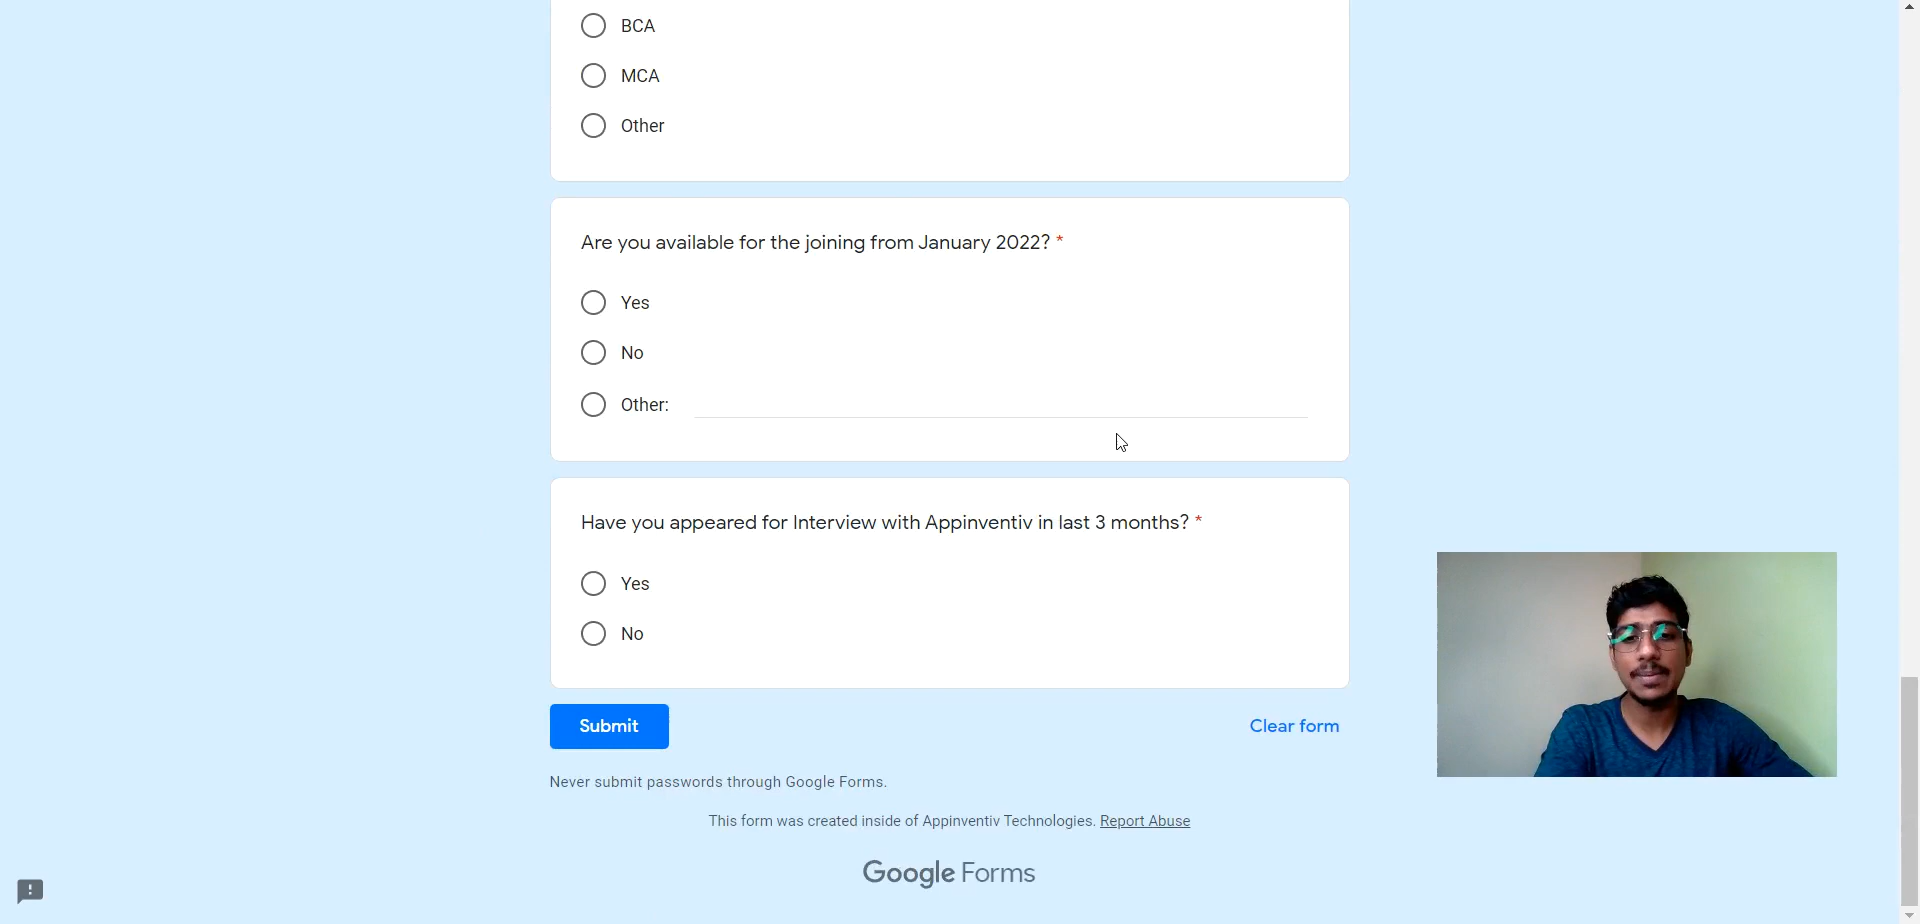 BCA
MCA
Other
Are you available for the joining from January 2022? *
Yes
No
Other:
Have you appeared for Interview with Appinventiv in last 3 months? *
Yes
No
Submit
Clear form
Never submit passwords through Google Forms.
This form was created inside of Appinventiv Technologies. Report Abuse
Google Forms